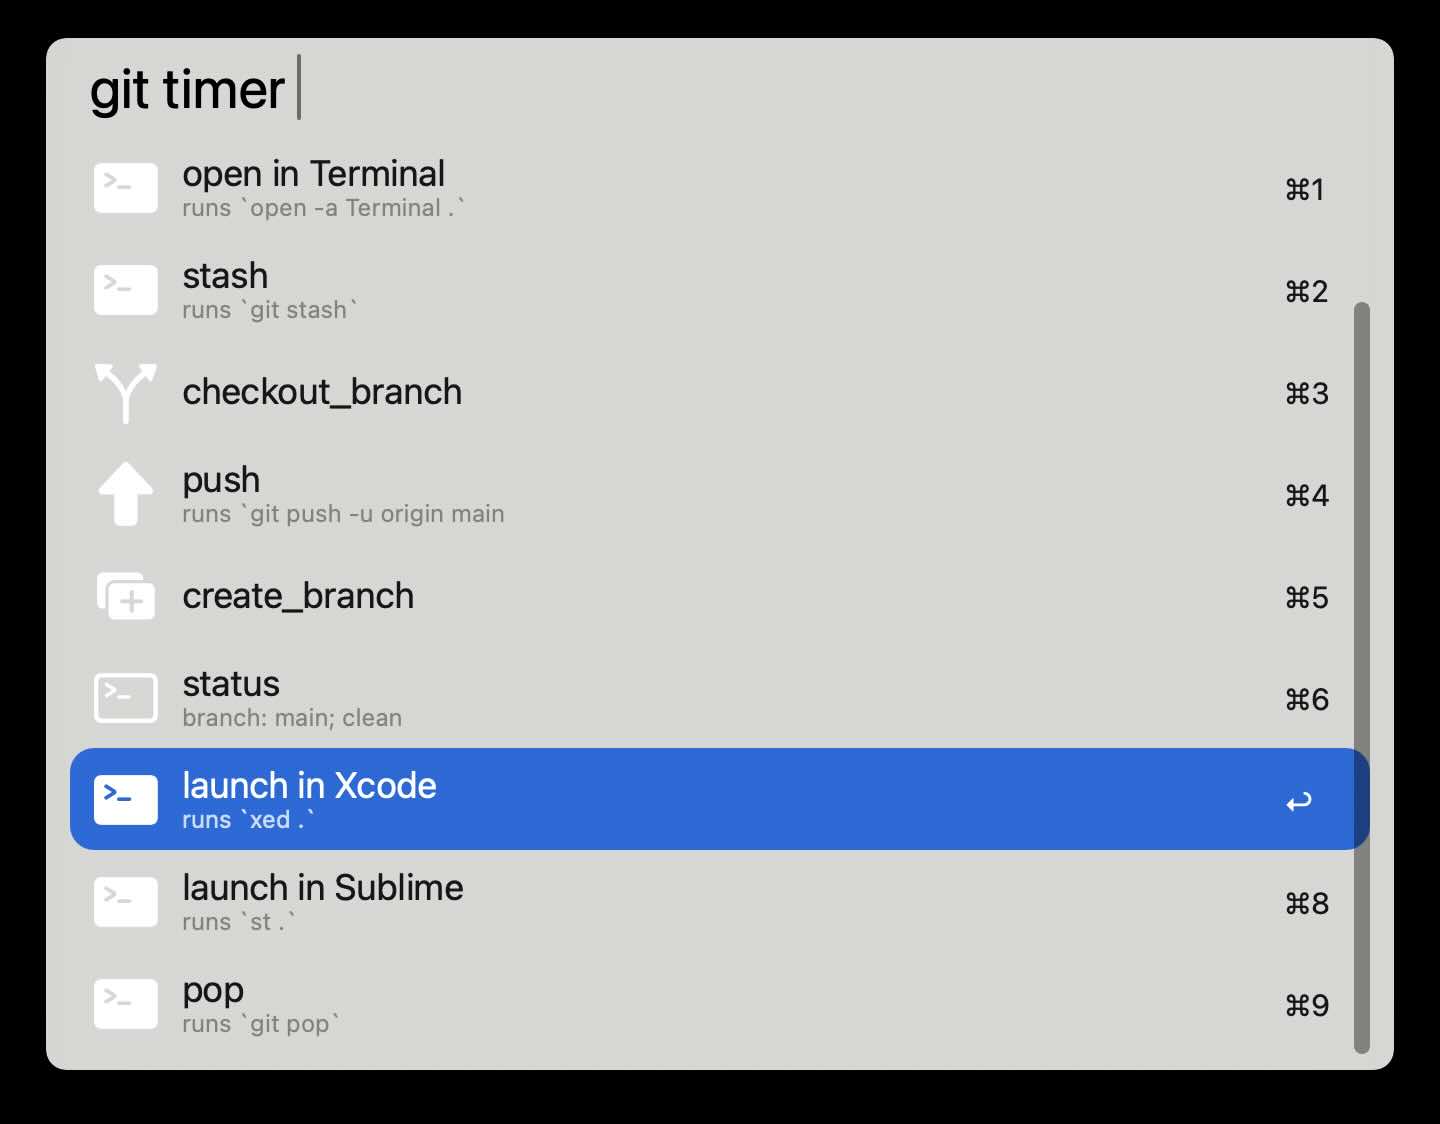 git timer
open in Terminal
runs `open -a Terminal .`
⌘1
stash
runs `git stash`
⌘2
checkout_branch
⌘3
push
runs `git push -u origin main
⌘4
create_branch
⌘5
status
branch: main; clean
⌘6
launch in Xcode
runs `xed .`
↩
launch in Sublime
runs `st .`
⌘8
pop
runs `git pop`
⌘9